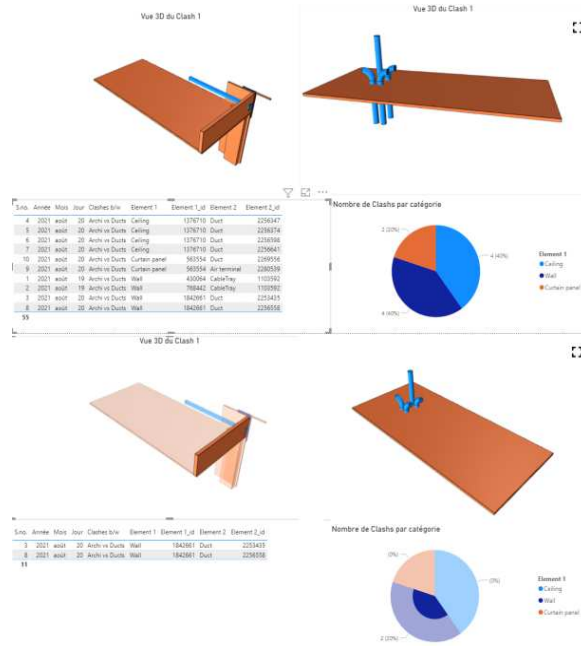 Vue 3D du Clash 1
Vue 3D du Clash 1
S.no. Année Mois Jour Clashes b/w Element 1 Element 1_id Element 2 Element 2_id
4 2021 août 20 Archi vs Ducts Ceiling 1376710 Duct 2256347
5 2021 août 20 Archi vs Ducts Ceiling 1376710 Duct 2256374
6 2021 août 20 Archi vs Ducts Ceiling 1376710 Duct 2256598
7 2021 août 20 Archi vs Ducts Ceiling 1376710 Duct 2256641
10 2021 août 20 Archi vs Ducts Curtain panel 563554 Duct 2269556
9 2021 août 20 Archi vs Ducts Curtain panel 563554 Air terminal 2280539
1 2021 août 19 Archi vs Ducts Wall 430064 CableTray 1103592
2 2021 août 19 Archi vs Ducts Wall 768442 CableTray 1103592
3 2021 août 20 Archi vs Ducts Wall 1842661 Duct 2253435
8 2021 août 20 Archi vs Ducts Wall 1842661 Duct 2256558
55
Nombre de Clashs par catégorie
2 (20%)
4 (40%)
4 (40%)
Element 1
Ceiling
Wall
Curtain panel
Vue 3D du Clash 1
S.no. Année Mois Jour Clashes b/w Element 1 Element 1_id Element 2 Element 2_id
3 2021 août 20 Archi vs Ducts Wall 1842661 Duct 2253435
8 2021 août 20 Archi vs Ducts Wall 1842661 Duct 2256558
11
Nombre de Clashs par catégorie
(0%)
(0%)
2 (20%)
Element 1
Ceiling
Wall
Curtain panel